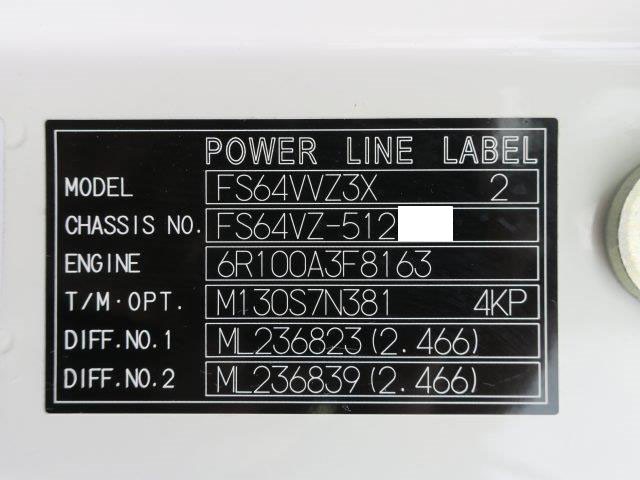 POWER LINE LABEL
MODEL FS64VVZ3X 2
CHASSIS NO. FS64VZ-512
ENGINE 6R100A3F8163
T/M·OPT. M130S7N381 4KP
DIFF.NO.1 ML236823(2.466)
DIFF.NO.2 ML236839(2.466)